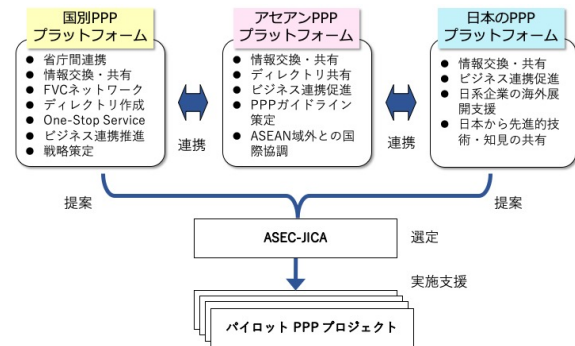 国別PPP
プラットフォーム
● 省庁間連携
● 情報交換・共有
● FVCネットワーク
● ディレクトリ作成
● One-Stop Service
● ビジネス連携推進
● 戦略策定
連携
アセアンPPP
プラットフォーム
● 情報交換・共有
● ディレクトリ共有
● ビジネス連携促進
● PPPガイドライン
策定
● ASEAN域外との国
際協調
連携
日本のPPP
プラットフォーム
● 情報交換・共有
● ビジネス連携促進
● 日系企業の海外展
開支援
● 日本から先進的技
術・知見の共有
提案
提案
ASEC-JICA
選定
実施支援
パイロット PPP プロジェクト